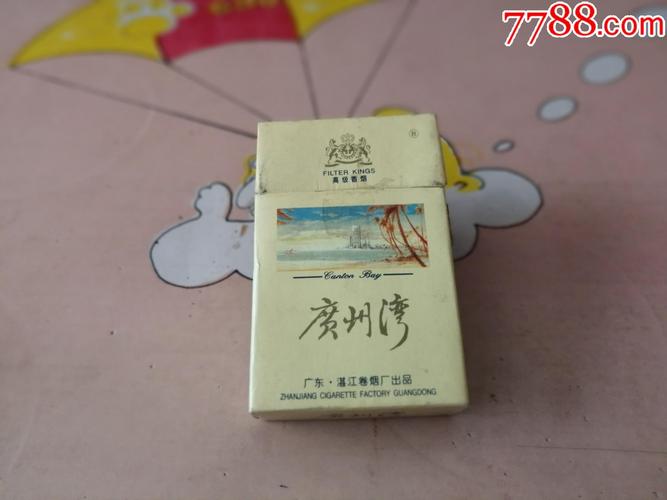 7788.com
®
FILTER KINGS
高级香烟
Canton Bay
廣州湾
广东·湛江卷烟厂出品
ZHANJIANG CIGARETTE FACTORY GUANGDONG